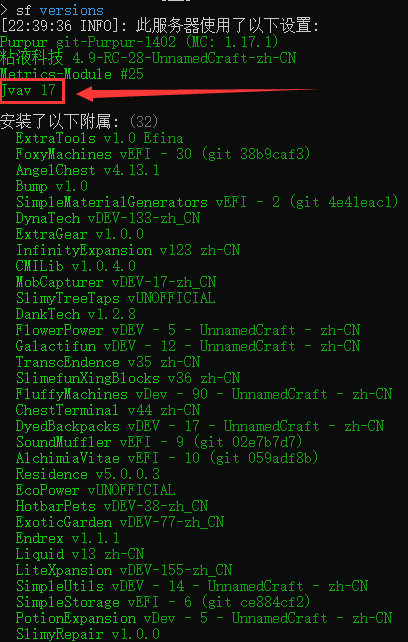 > sf versions
[22:39:36 INFO]: 此服务器使用了以下设置:
Purpur git-Purpur-1402 (MC: 1.17.1)
粘液科技 4.9-RC-28-UnnamedCraft-zh-CN
Metrics-Module #25
Jvav 17
安装了以下附属: (32)
ExtraTools v1.0 Efina
FoxyMachines vEFI - 30 (git 38b9caf3)
AngelChest v4.13.1
Bump v1.0
SimpleMaterialGenerators vEFI - 2 (git 4e41eac1)
DynaTech vDEV-133-zh_CN
ExtraGear v1.0.0
InfinityExpansion v123 zh-CN
CMILib v1.0.4.0
MobCapturer vDEV-17-zh_CN
SlimyTreeTaps vUNOFFICIAL
DankTech v1.2.8
FlowerPower vDEV - 5 - UnnamedCraft - zh-CN
Galactifun vDEV - 12 - UnnamedCraft - zh-CN
TranscEndence v35 zh-CN
SlimefunXingBlocks v36 zh-CN
FluffyMachines vDev - 90 - UnnamedCraft - zh-CN
ChestTerminal v44 zh-CN
DyedBackpacks vDEV - 17 - UnnamedCraft - zh-CN
SoundMuffler vEFI - 9 (git 02e7b7d7)
AlchimiaVitae vEFI - 10 (git 059adf8b)
Residence v5.0.0.3
EcoPower vUNOFFICIAL
HotbarPets vDEV-38-zh_CN
ExoticGarden vDEV-77-zh_CN
Endrex v1.1.1
Liquid v13 zh-CN
LiteXpansion vDEV-155-zh_CN
SimpleUtils vDEV - 14 - UnnamedCraft - zh-CN
SimpleStorage vEFI - 6 (git ce884cf2)
PotionExpansion vDev - 5 - UnnamedCraft - zh-CN
SlimyRepair v1.0.0